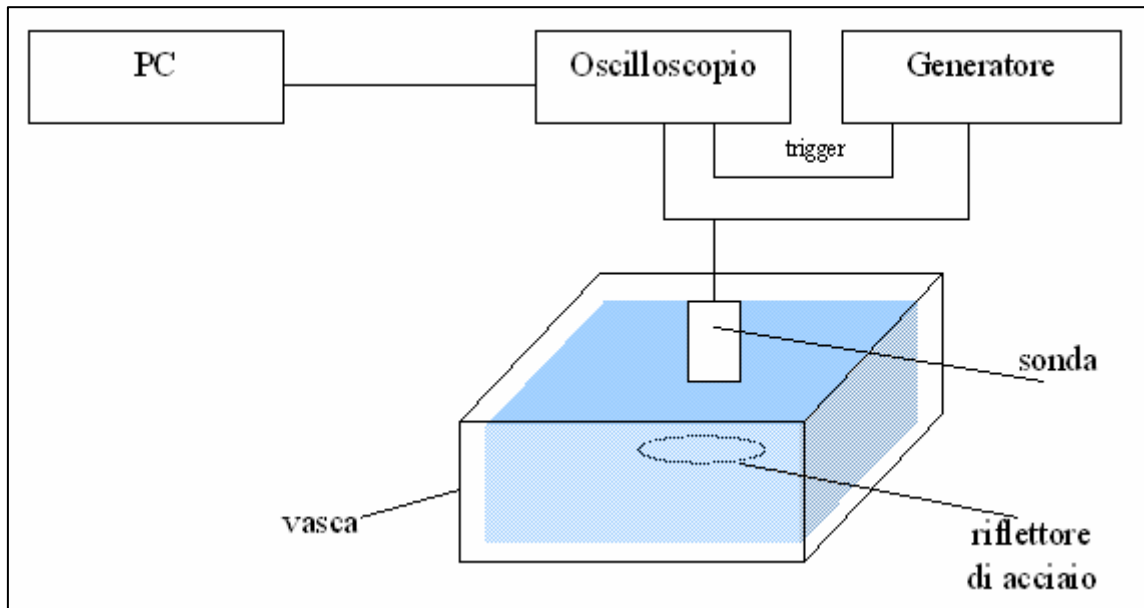 PC
Oscilloscopio
Generatore
trigger
sonda
vasca
riflettore
di acciaio